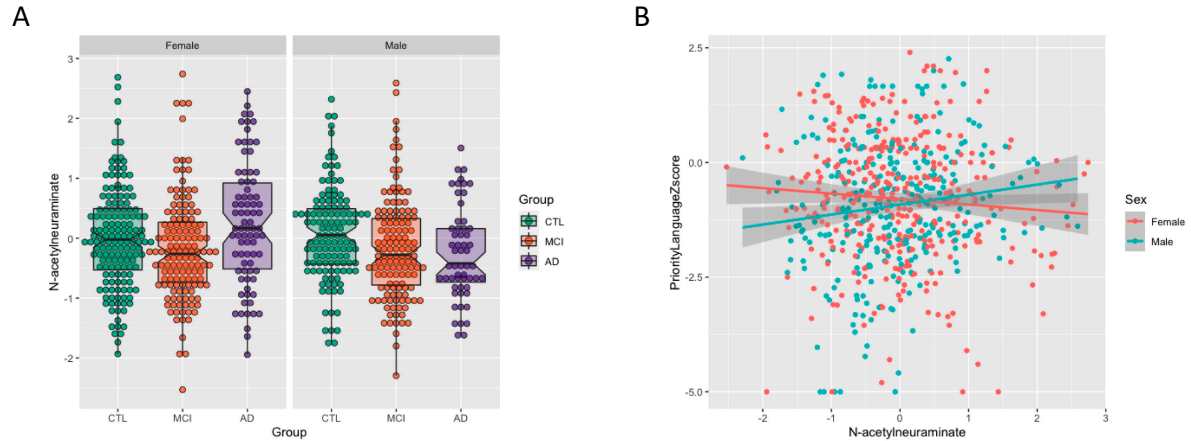 A
Female
Male
3
2
1
0
-1
-2
N-acetylneuraminate
CTL
MCI
AD
CTL
MCI
AD
Group
Group
CTL
MCI
AD
B
2.5
0.0
-2.5
-5.0
PriorityLanguageZscore
-2
-1
0
1
2
3
N-acetylneuraminate
Sex
Female
Male